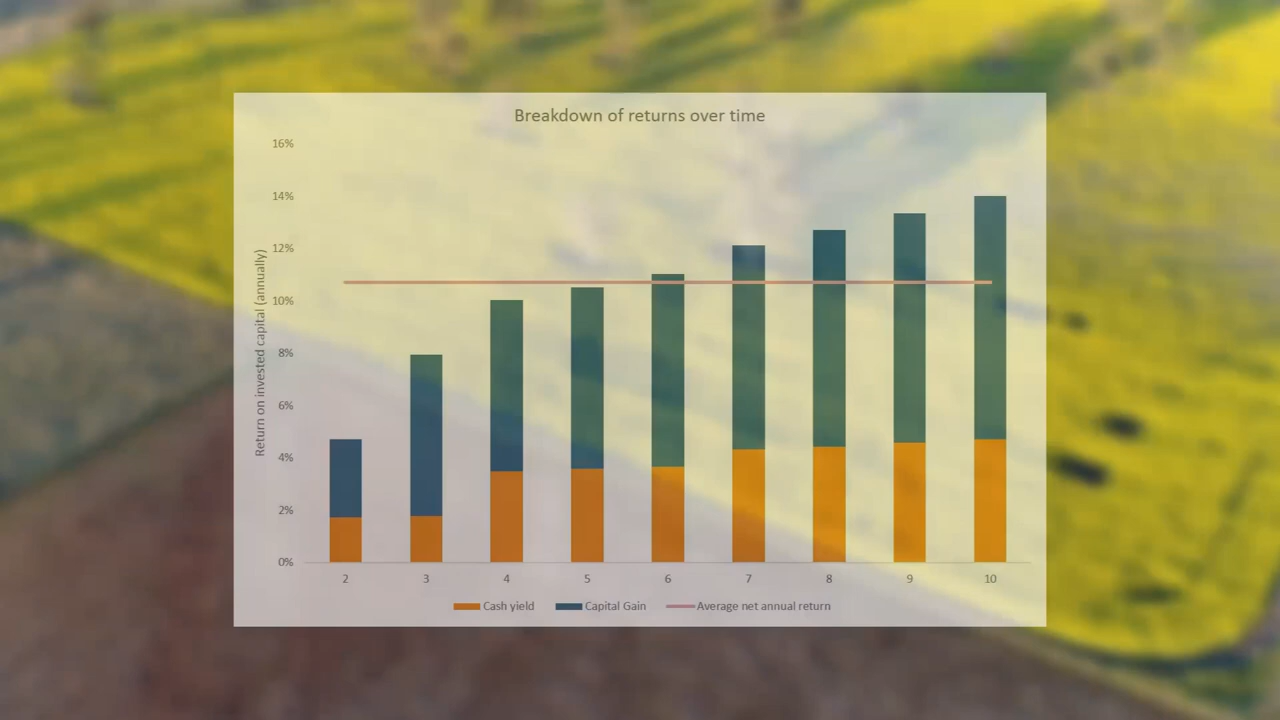 Breakdown of returns over time
16%
14%
12%
10%
8%
6%
4%
2%
0%
Return on invested capital (annually)
2 3 4 5 6 7 8 9 10
Cash yield Capital Gain Average net annual return